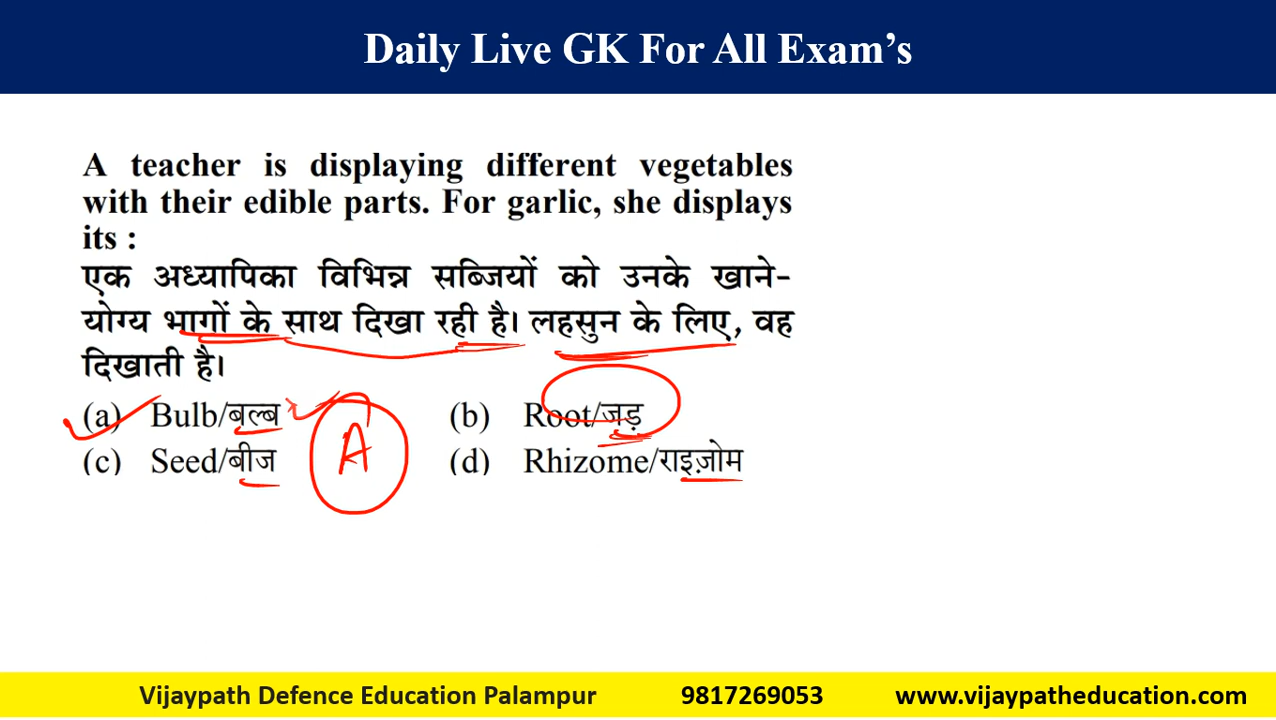 Daily Live GK For All Exam's
A teacher is displaying different vegetables
with their edible parts. For garlic, she displays
its :
एक अध्यापिका विभिन्न सब्जियों को उनके खाने-
योग्य भागों के साथ दिखा रही है। लहसुन के लिए, वह
दिखाती है।
(a) Bulb/बल्ब (b) Root/जड़
(c) Seed/बीज A (d) Rhizome/राइज़ोम
Vijaypath Defence Education Palampur 9817269053 www.vijaypatheducation.com